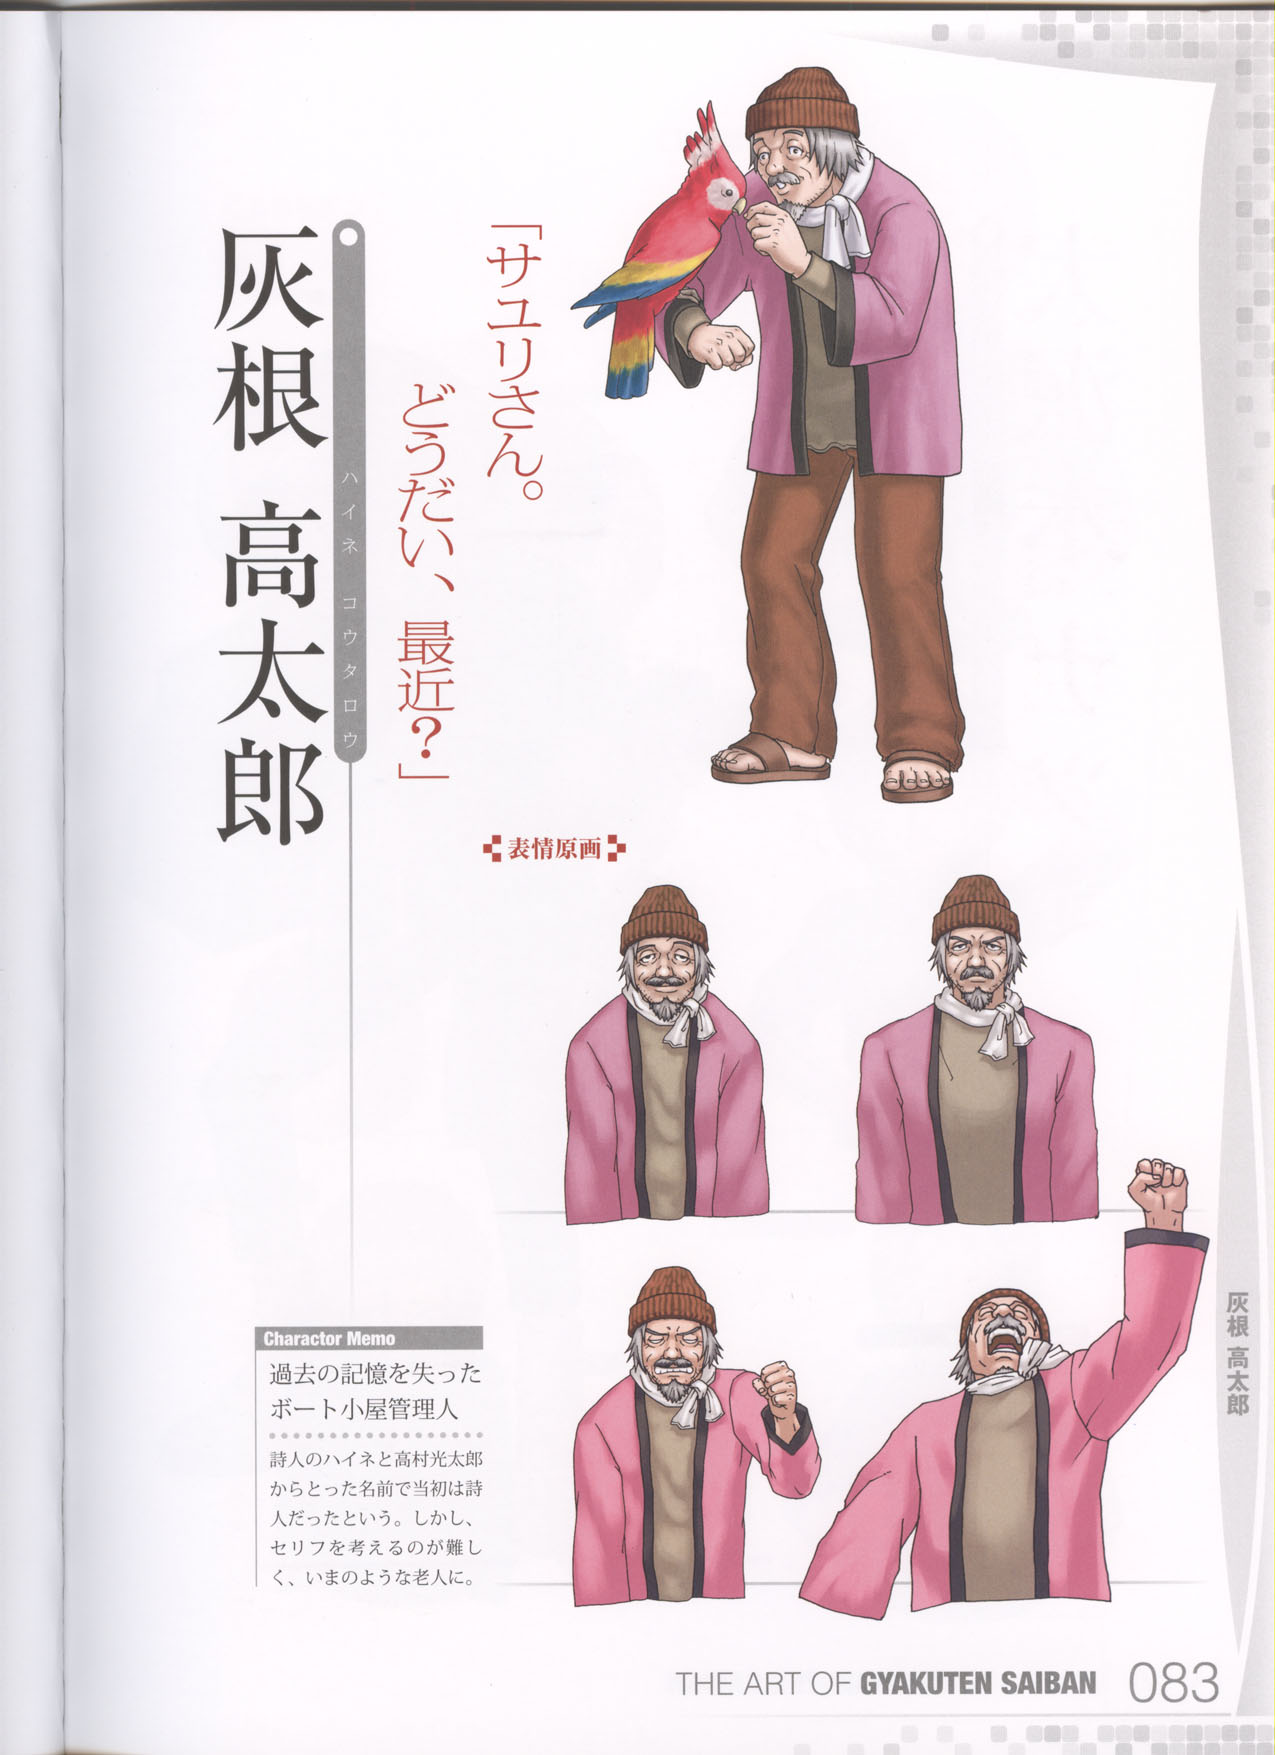 「サユリさん。
どうだい、最近？」
灰根 高太郎
ハイネ コウタロウ
表情原画
Charactor Memo
過去の記憶を失った
ボート小屋管理人
詩人のハイネと高村光太郎
からとった名前で当初は詩
人だったという。しかし、
セリフを考えるのが難し
く、いまのような老人に。
灰根 高太郎
THE ART OF GYAKUTEN SAIBAN 083